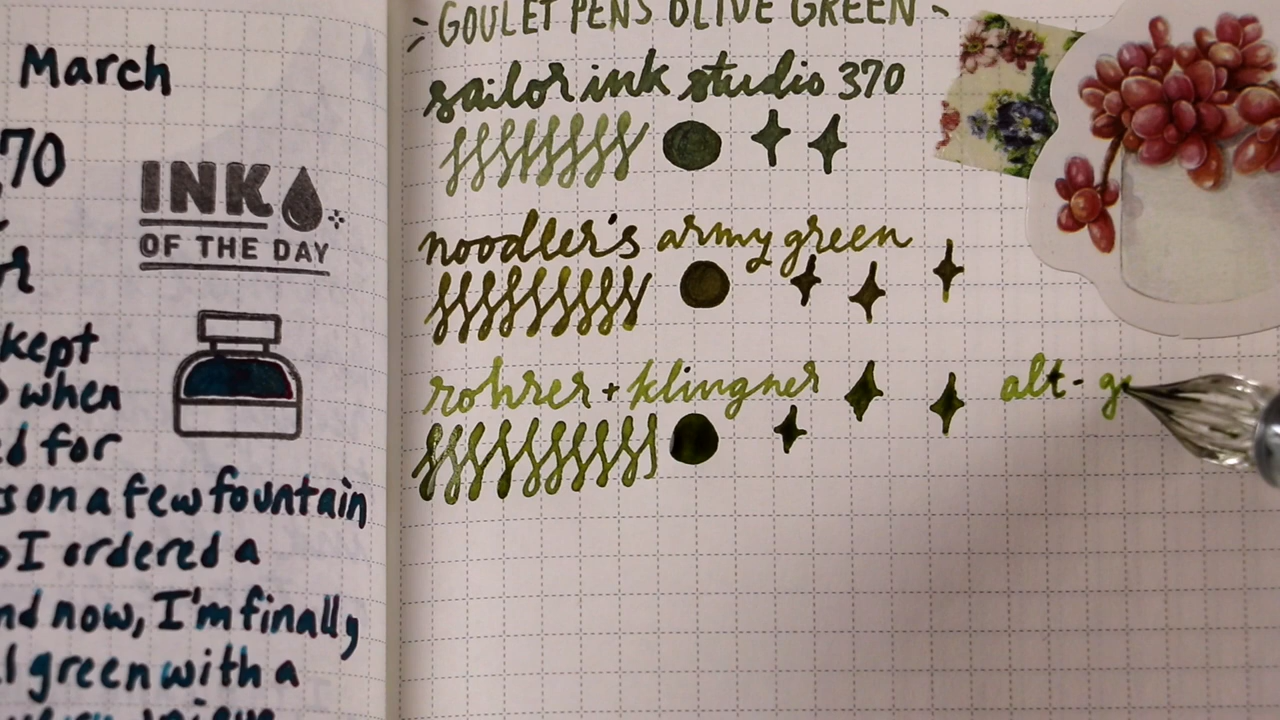 March
70
INK
OF THE DAY
kept
when
for
on a few fountain
I ordered a
nd now, I'm finally
green with a
GOULET PENS OLIVE GREEN
sailor ink studio 370
noodler's army green
rohrer + klingner alt-g